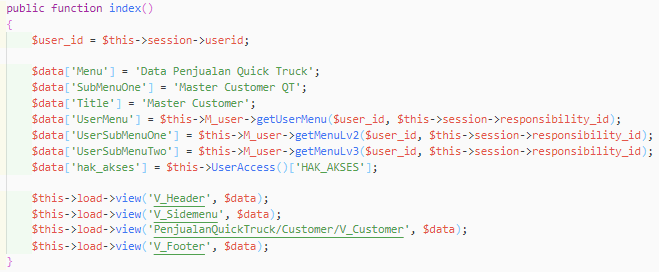 public function index()
{
$user_id = $this->session->userid;
$data['Menu'] = 'Data Penjualan Quick Truck';
$data['SubMenuOne'] = 'Master Customer QT';
$data['Title'] = 'Master Customer';
$data['UserMenu'] = $this->M_user->getUserMenu($user_id, $this->session->responsibility_id);
$data['UserSubMenuOne'] = $this->M_user->getMenuLv2($user_id, $this->session->responsibility_id);
$data['UserSubMenuTwo'] = $this->M_user->getMenuLv3($user_id, $this->session->responsibility_id);
$data['hak_akses'] = $this->UserAccess()['HAK_AKSES'];
$this->load->view('V_Header', $data);
$this->load->view('V_Sidemenu', $data);
$this->load->view('PenjualanQuickTruck/Customer/V_Customer', $data);
$this->load->view('V_Footer', $data);
}